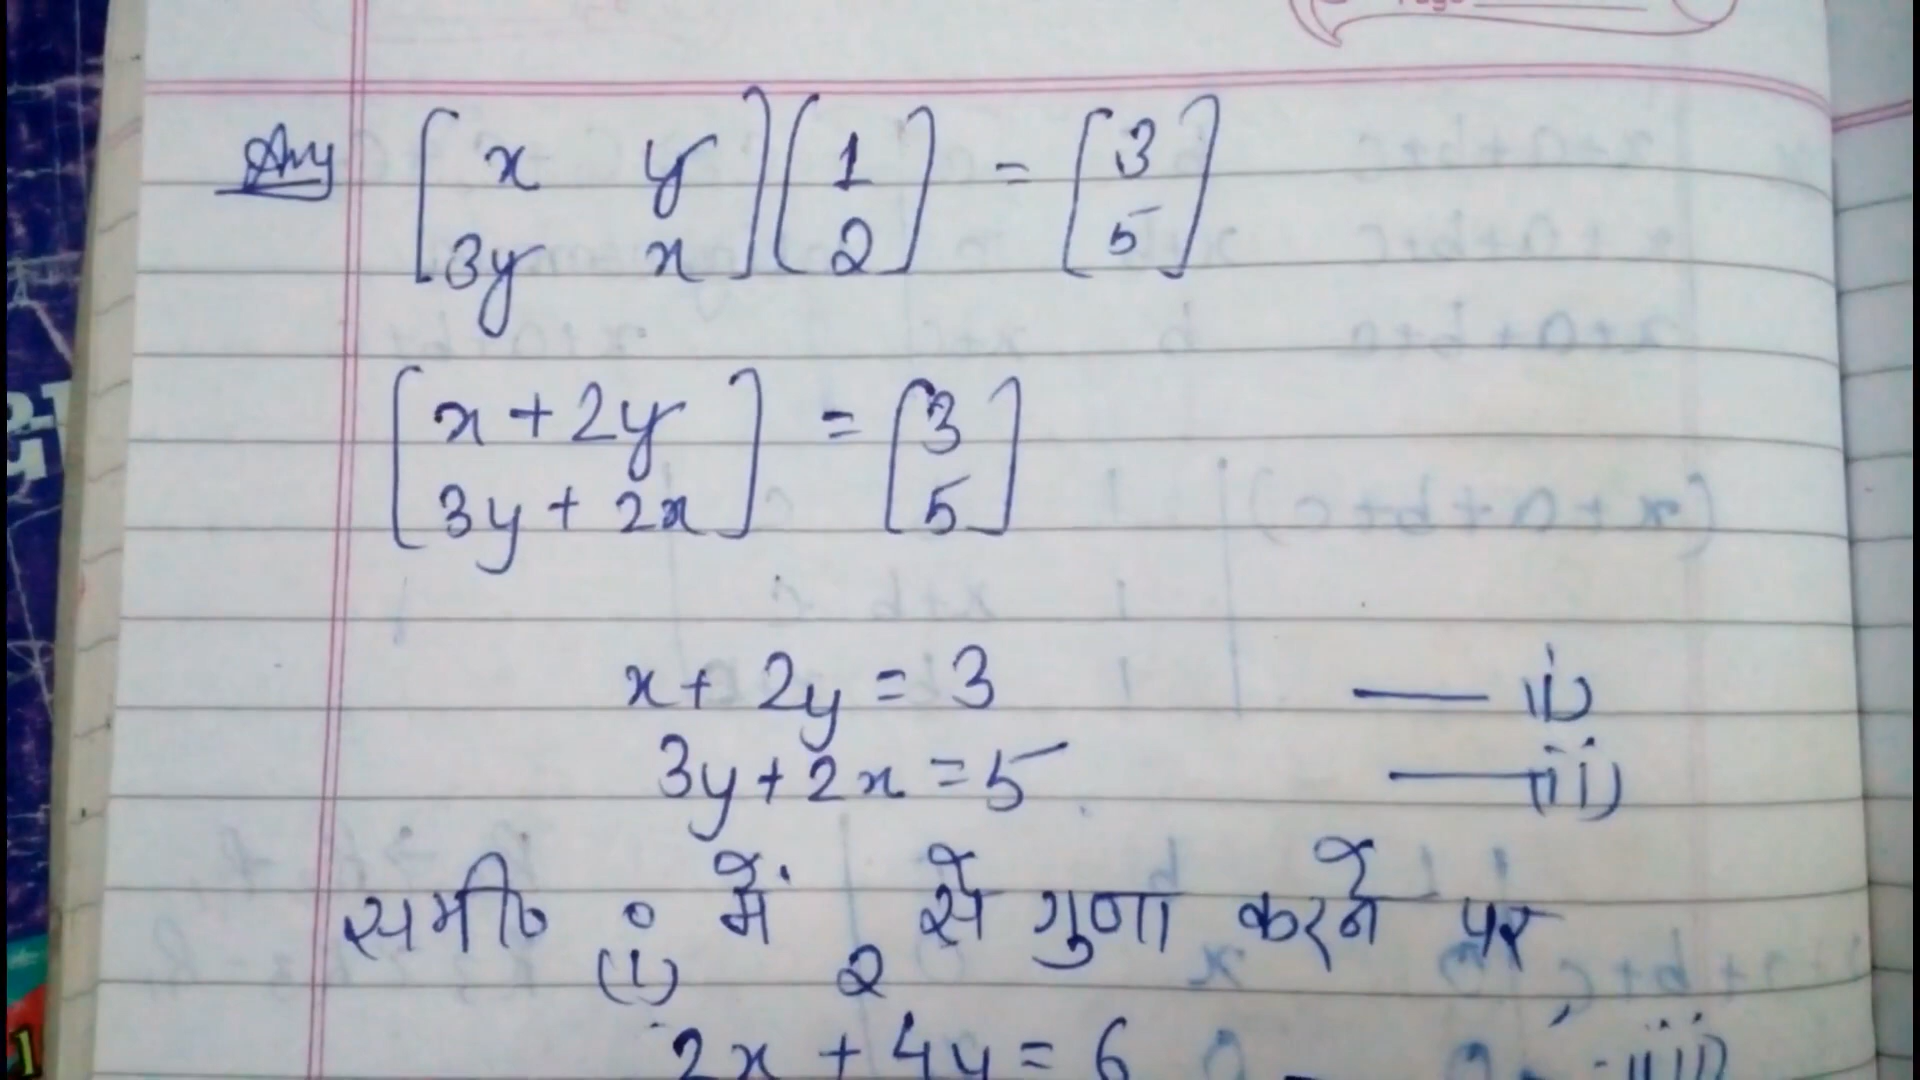 Ans [x y 3y x] [1 2] = [3 5]
[x + 2y 3y + 2x] = [3 5]
x + 2y = 3 —— (i)
3y + 2x = 5 —— (ii)
समी० (i) में 2 से गुणा करने पर
2x + 4y = 6 — (iii)